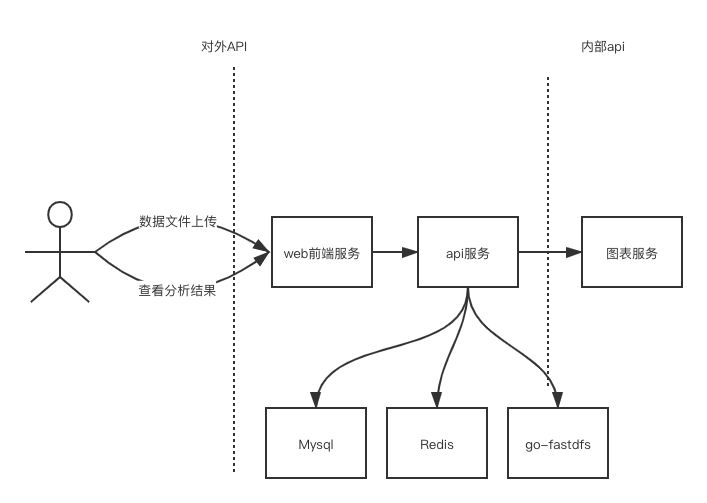 对外API
内部api
数据文件上传
查看分析结果
web前端服务
api服务
图表服务
Mysql
Redis
go-fastdfs